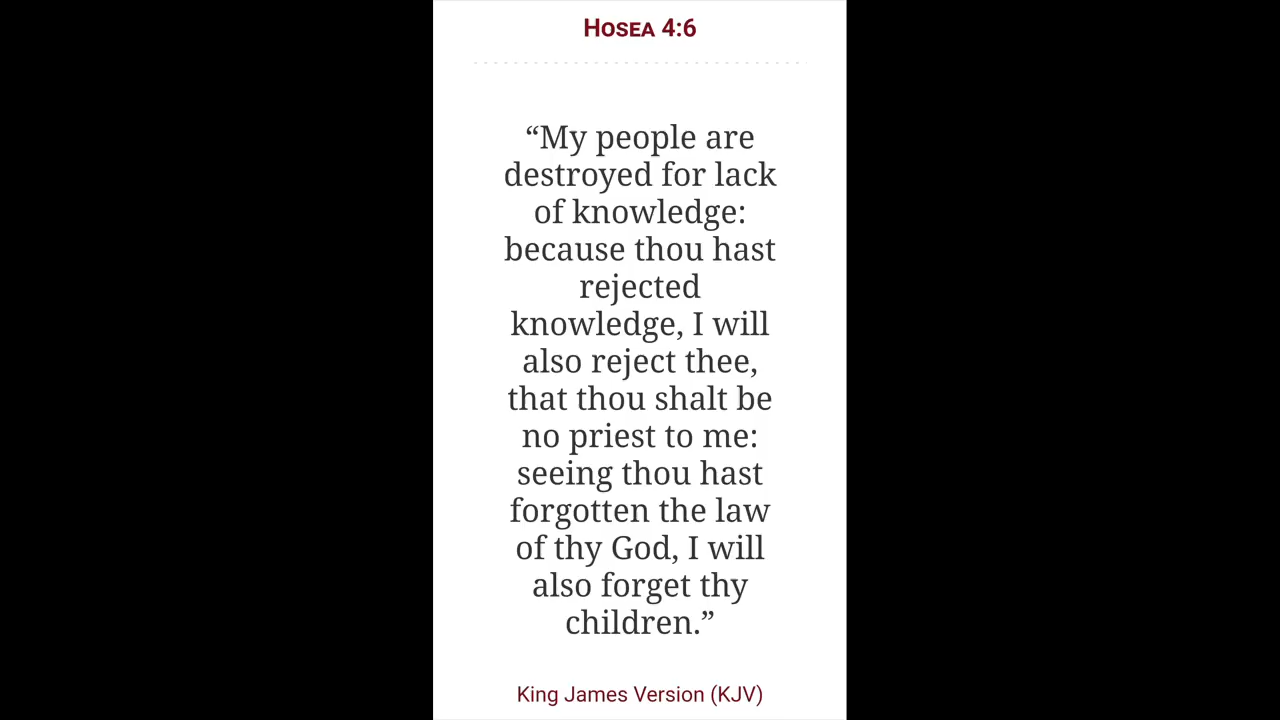 Hosea 4:6
“My people are
destroyed for lack
of knowledge:
because thou hast
rejected
knowledge, I will
also reject thee,
that thou shalt be
no priest to me:
seeing thou hast
forgotten the law
of thy God, I will
also forget thy
children.”
King James Version (KJV)